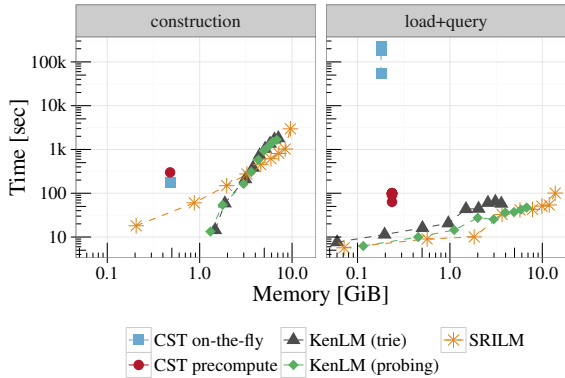 construction
load+query
Time [sec]
100k
10k
1k
100
10
0.1 1.0 10.0
0.1 1.0 10.0
Memory [GiB]
CST on-the-fly KenLM (trie) SRILM
CST precompute KenLM (probing)